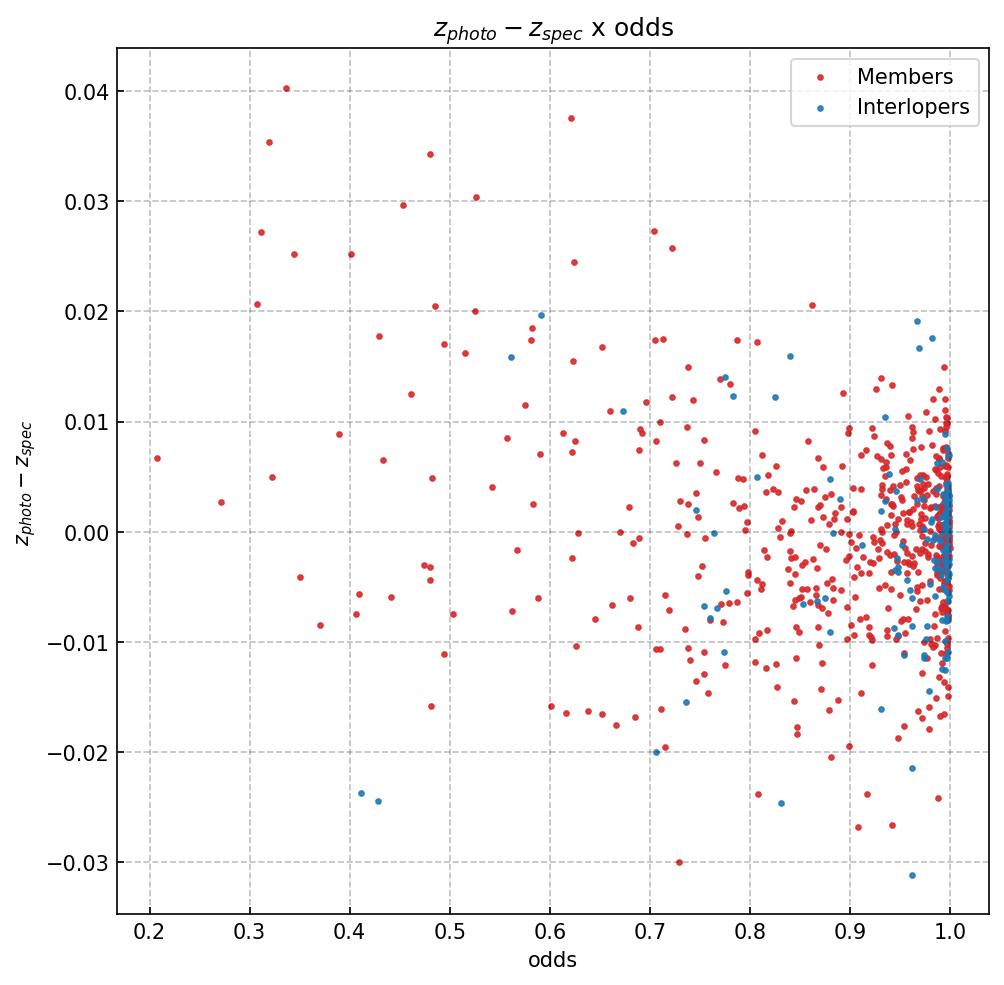 z_photo − z_spec x odds
Members
Interlopers
z_photo − z_spec
0.04
0.03
0.02
0.01
0.00
−0.01
−0.02
−0.03
0.2 0.3 0.4 0.5 0.6 0.7 0.8 0.9 1.0
odds